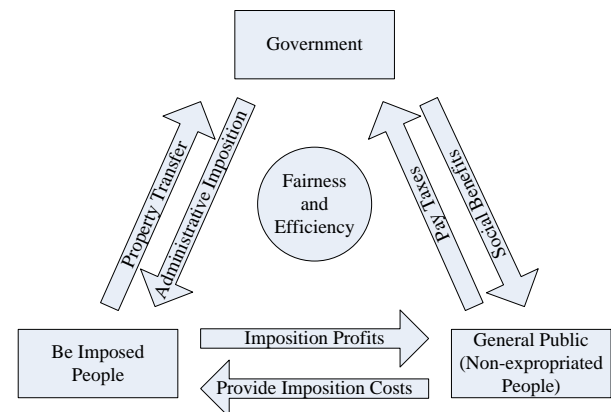 Government
Property Transfer
Administrative Imposition
Fairness
and
Efficiency
Pay Taxes
Social Benefits
Be Imposed
People
Imposition Profits
Provide Imposition Costs
General Public
(Non-expropriated
People)